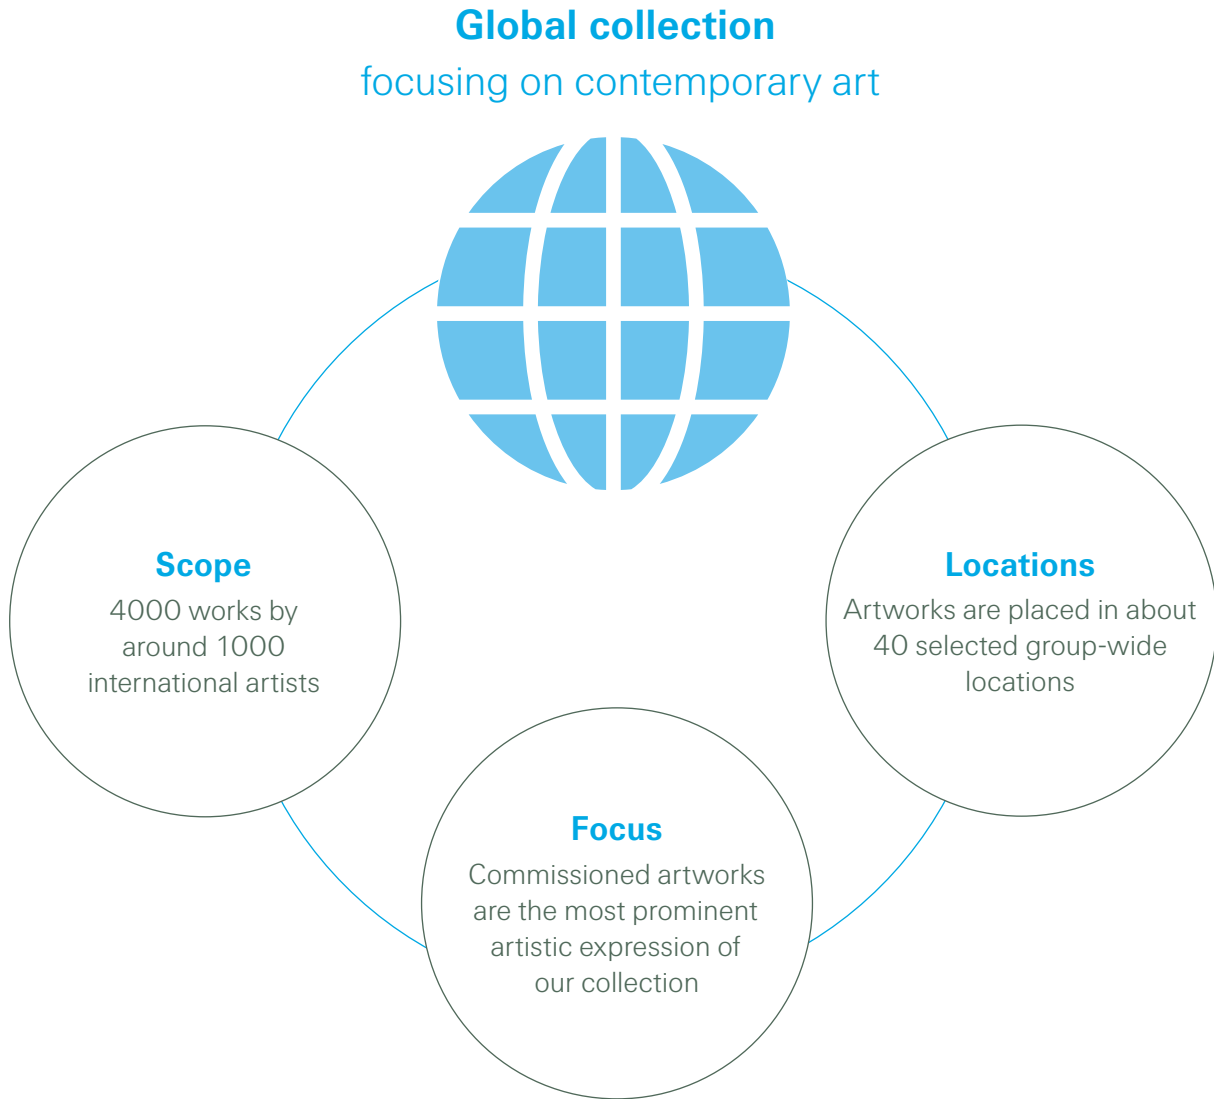 Global collection
focusing on contemporary art
Scope
4000 works by
around 1000
international artists
Locations
Artworks are placed in about
40 selected group-wide
locations
Focus
Commissioned artworks
are the most prominent
artistic expression of
our collection